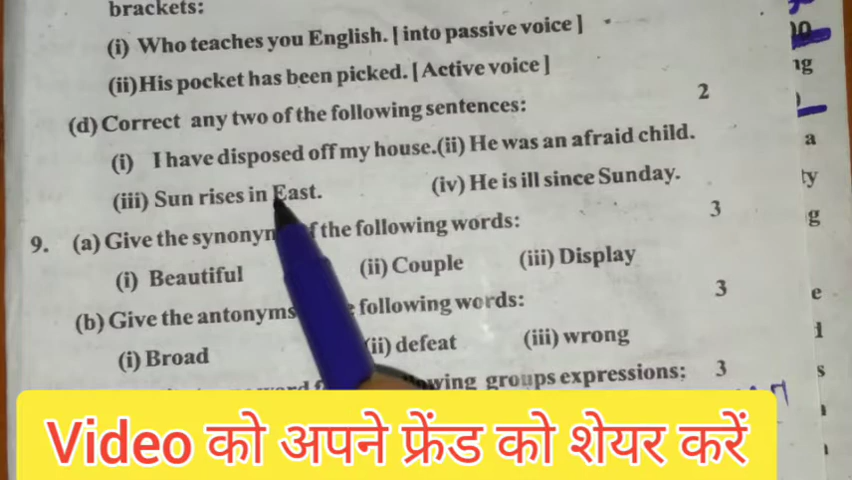 brackets:
(i) Who teaches you English. [ into passive voice ]
(ii)His pocket has been picked. [ Active voice ]
(d) Correct any two of the following sentences: 2
(i) I have disposed off my house.(ii) He was an afraid child.
(iii) Sun rises in East. (iv) He is ill since Sunday.
9. (a) Give the synonym the following words: 3
(i) Beautiful (ii) Couple (iii) Display
(b) Give the antonyms following words: 3
(i) Broad (ii) defeat (iii) wrong
groups expressions; 3
Video को अपने फ्रेंड को शेयर करें
ng
a
ty
g
e
s